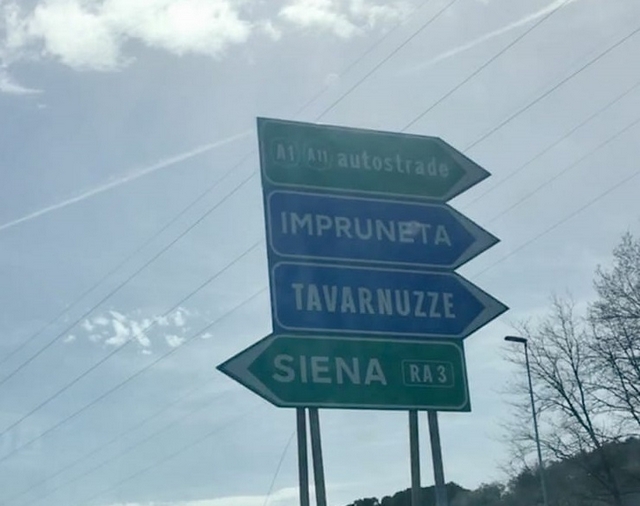 A1 A11 autostrade
IMPRUNETA
TAVARNUZZE
SIENA RA3